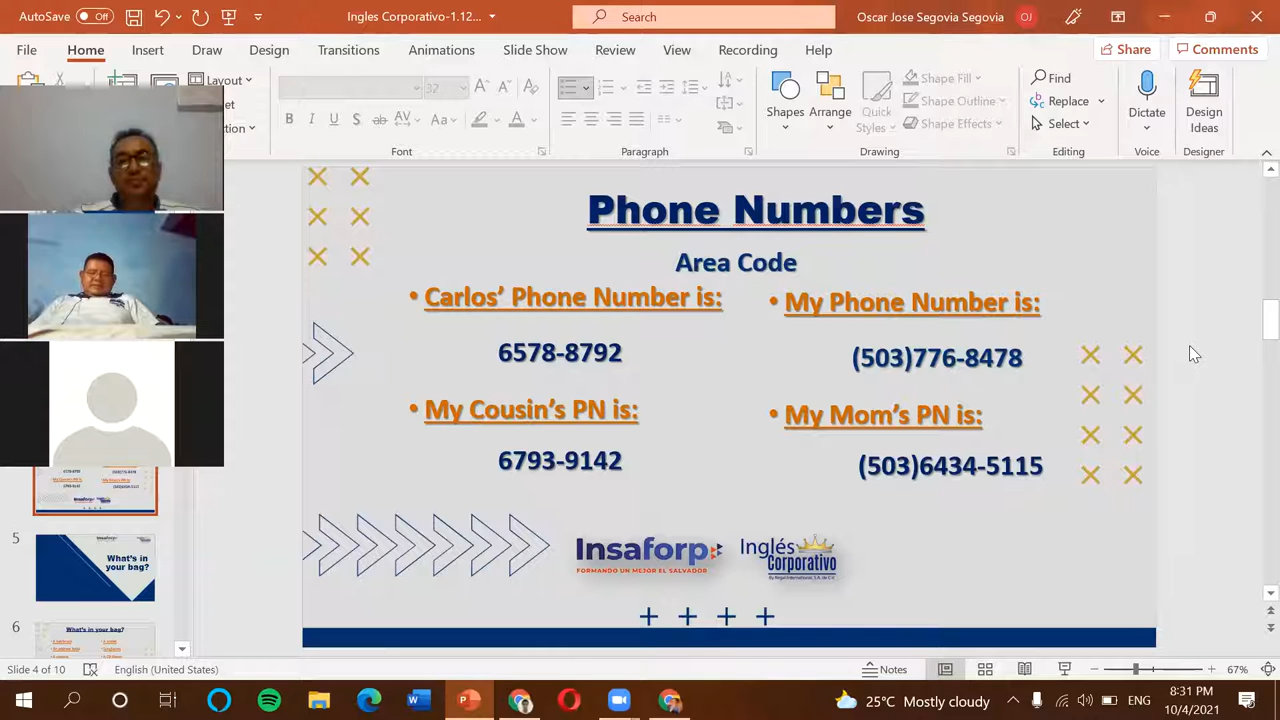 AutoSave Off Ingles Corporativo-1.12... Search Oscar Jose Segovia Segovia OJ
File Home Insert Draw Design Transitions Animations Slide Show Review View Recording Help Share Comments
Layout
Shapes Arrange Quick Styles Shape Fill Shape Outline Shape Effects Find Replace Select Dictate Design Ideas
B I U S ab AV Aa A
Font Paragraph Drawing Editing Voice Designer
Phone Numbers
Area Code
• Carlos' Phone Number is:
6578-8792
• My Cousin's PN is:
6793-9142
• My Phone Number is:
(503)776-8478
• My Mom's PN is:
(503)6434-5115
Insaforp
FORMANDO UN MEJOR EL SALVADOR
Inglés
Corporativo
5
What's in
your bag?
6
What's in your bag?
Slide 4 of 10 English (United States) Notes 67%
25°C Mostly cloudy ENG 8:31 PM
10/4/2021